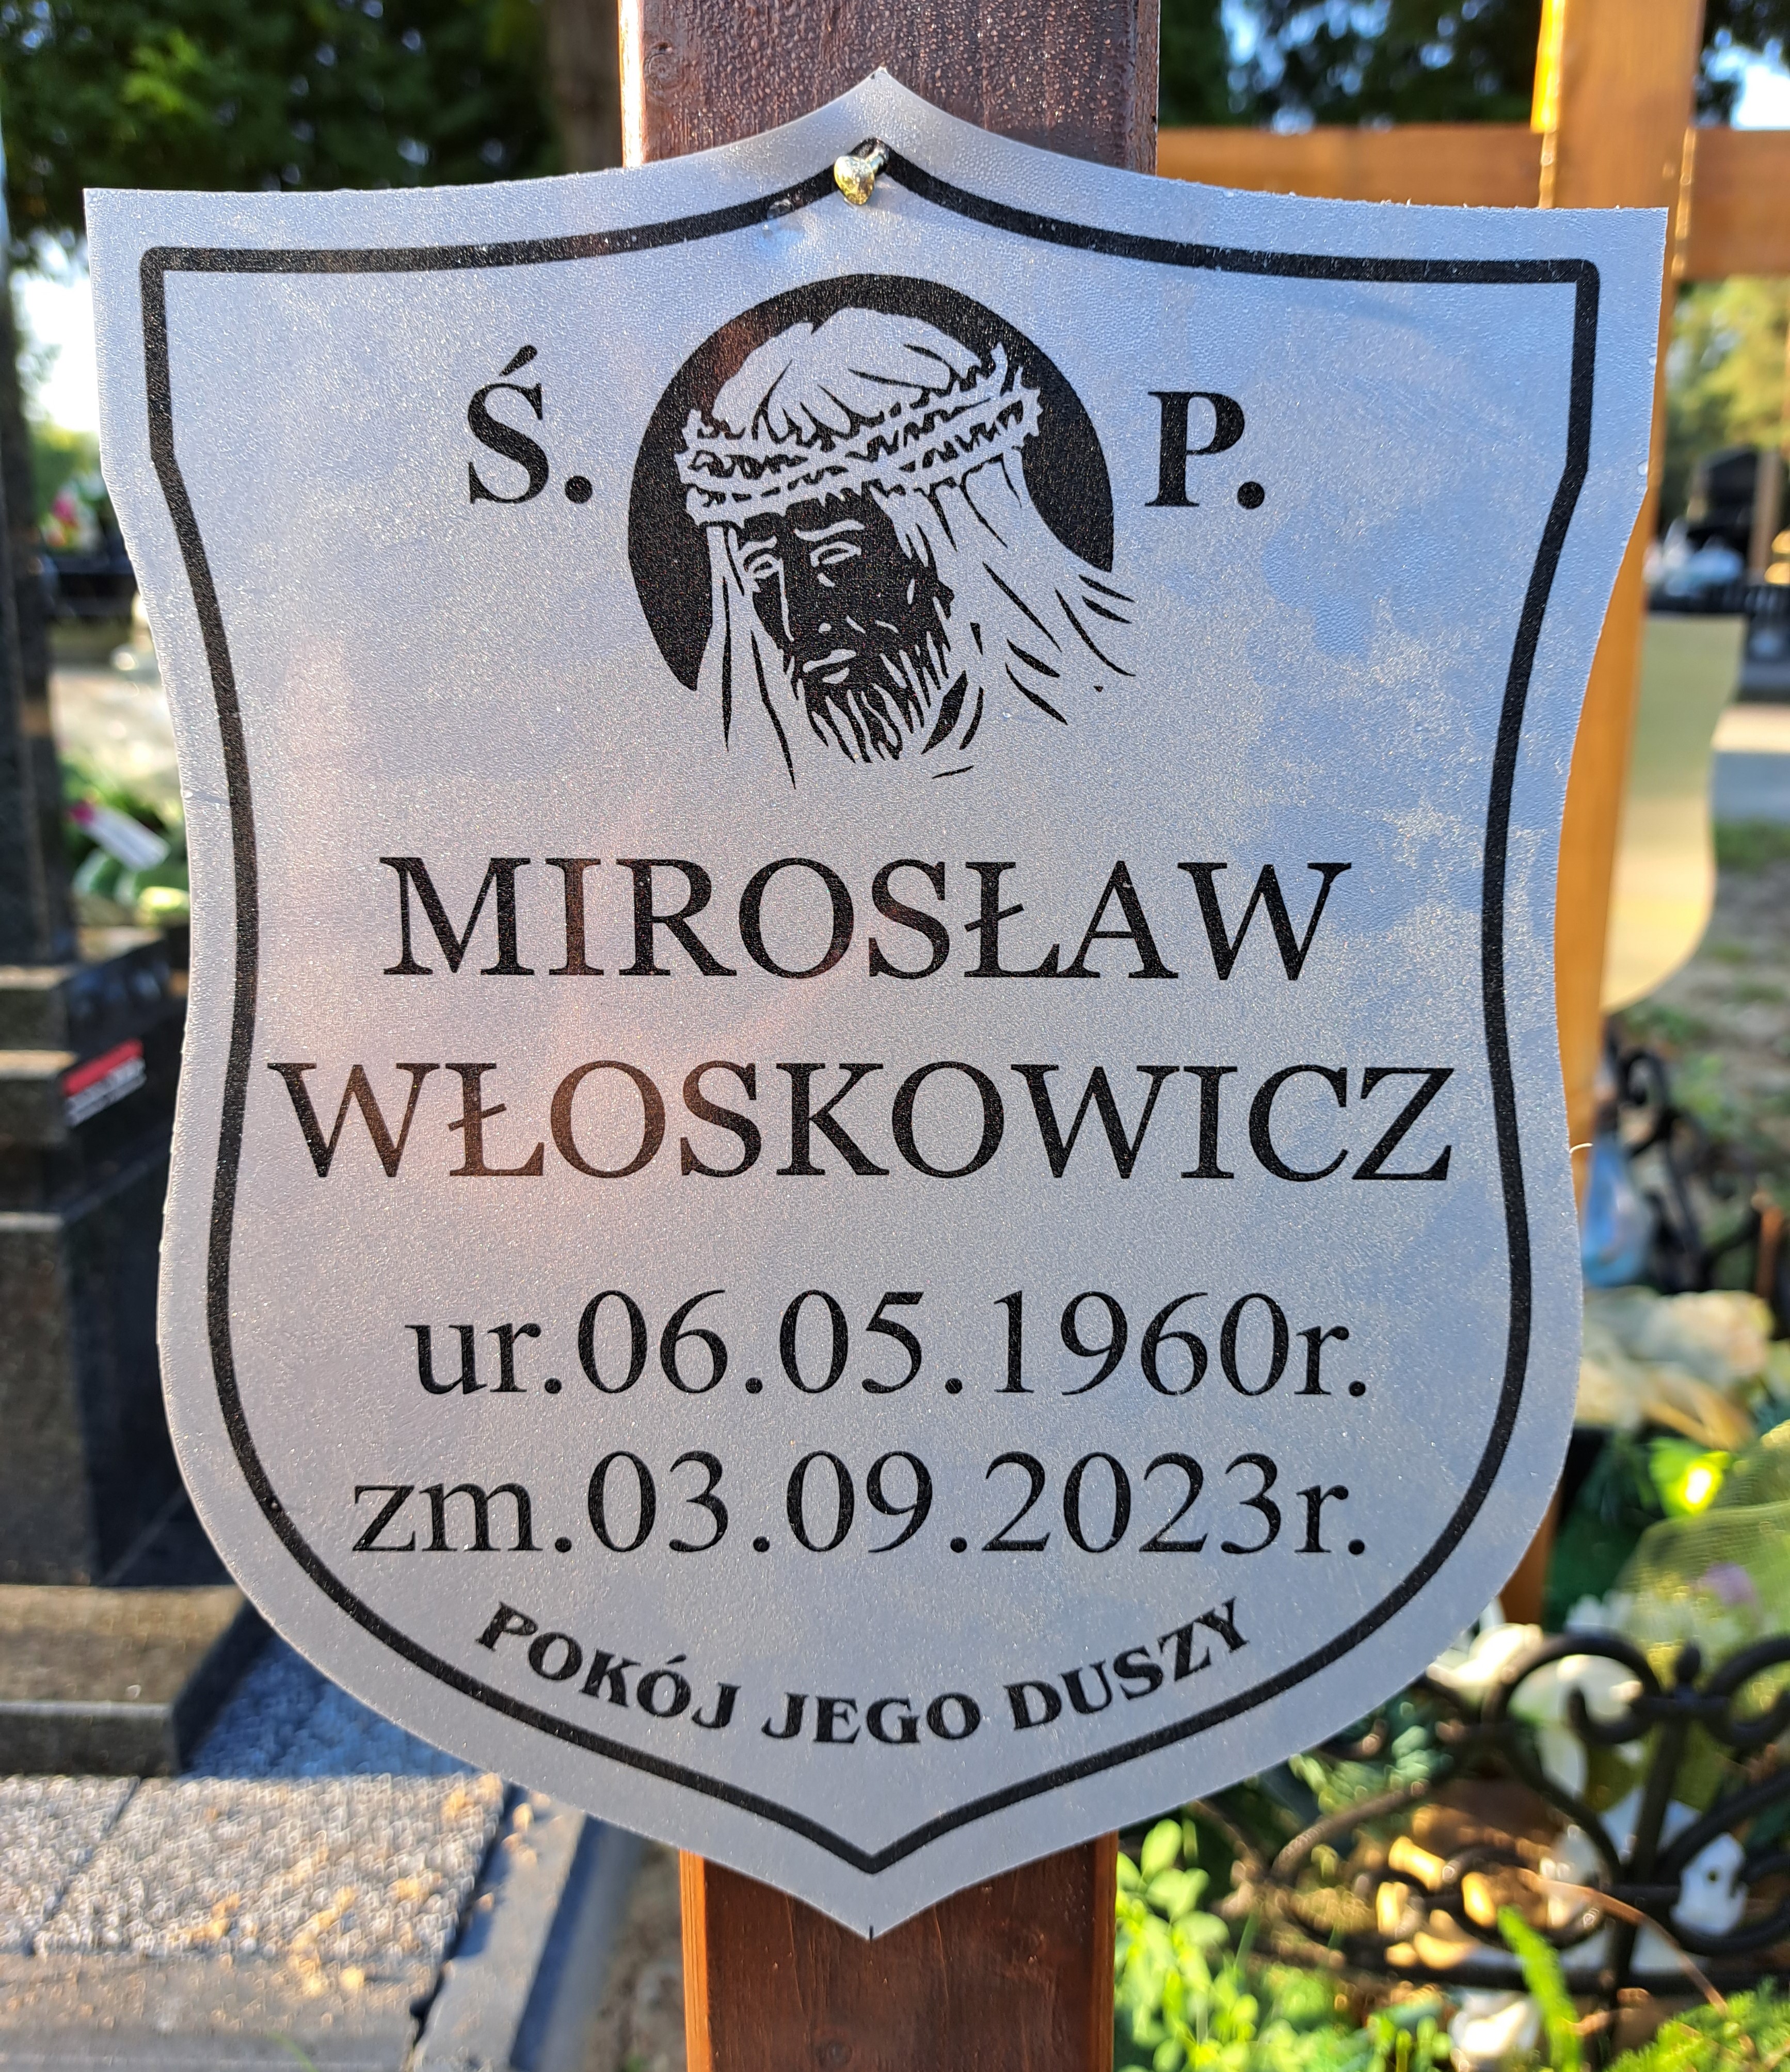 Ś. P.
MIROSŁAW
WŁOSKOWICZ
ur.06.05.1960r.
zm.03.09.2023r.
POKÓJ JEGO DUSZY